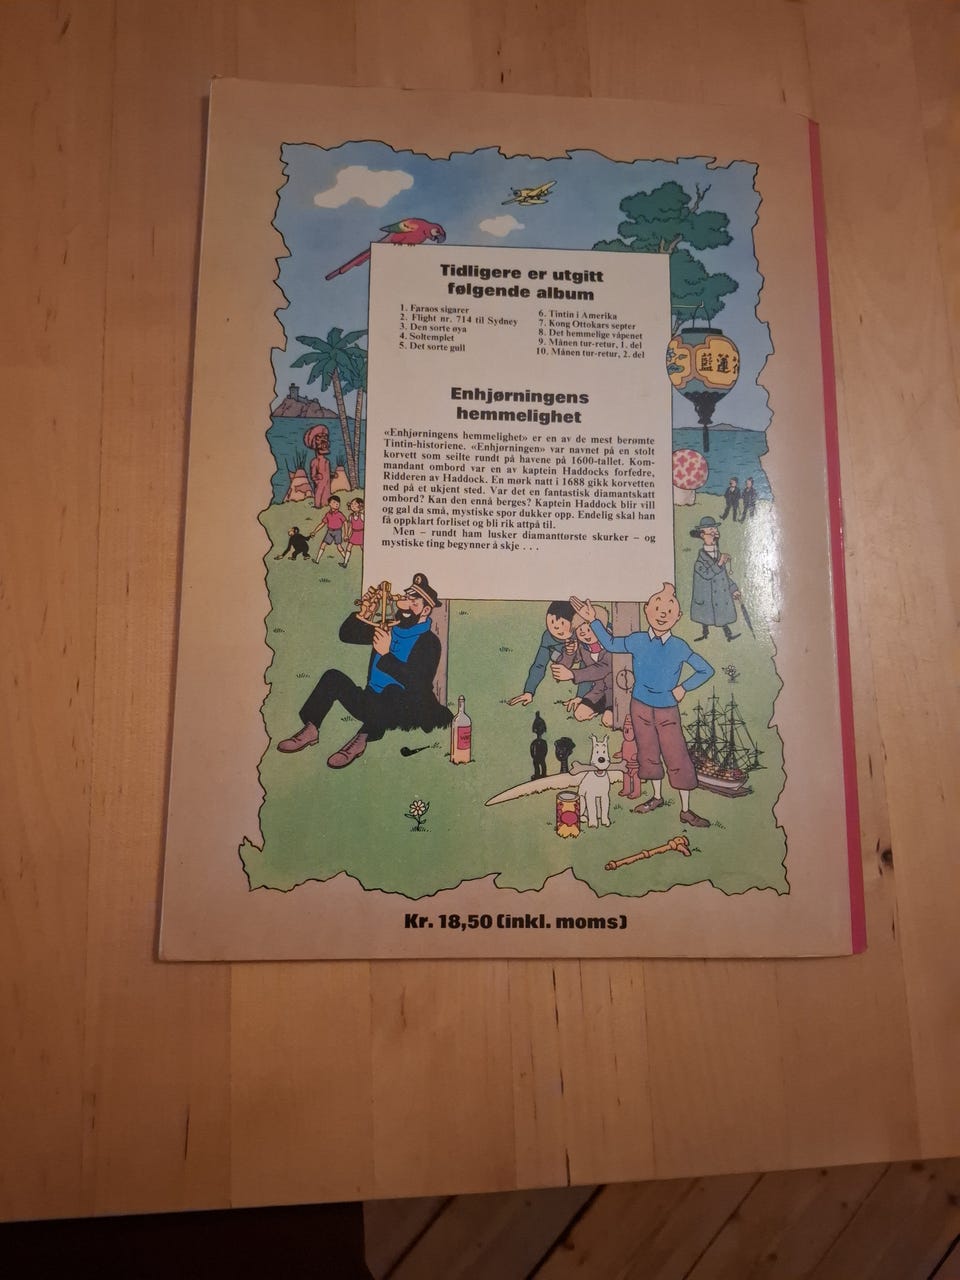 Tidligere er utgitt
følgende album
1. Faraos sigarer
2. Flight nr. 714 til Sydney
3. Den sorte øya
4. Soltemplet
5. Det sorte gull
6. Tintin i Amerika
7. Kong Ottokars septer
8. Det hemmelige våpenet
9. Månen tur-retur, 1. del
10. Månen tur-retur, 2. del
Enhjørningens
hemmelighet
«Enhjørningens hemmelighet» er en av de mest berømte
Tintin-historiene. «Enhjørningen» var navnet på en stolt
korvett som seilte rundt på havene på 1600-tallet. Kom-
mandant ombord var en av kaptein Haddocks forfedre,
Ridderen av Haddock. En mørk natt i 1688 gikk korvetten
ned på et ukjent sted. Var det en fantastisk diamantskatt
ombord? Kan den ennå berges? Kaptein Haddock blir vill
og gal da små, mystiske spor dukker opp. Endelig skal han
få oppklart forliset og bli rik attpå til.
Men – rundt ham lusker diamanttørste skurker – og
mystiske ting begynner å skje . . .
藍蓮
Kr. 18,50 (inkl. moms)